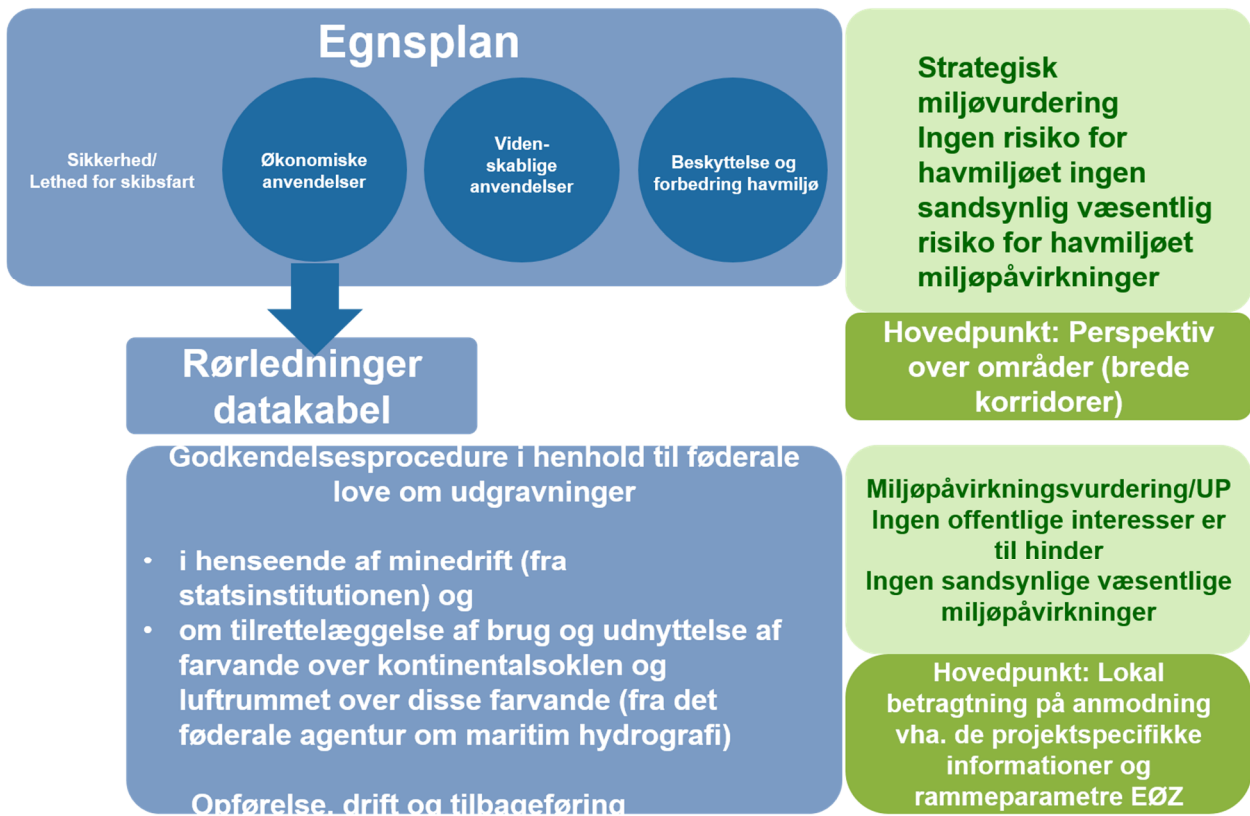 Egnsplan
Sikkerhed/
Lethed for skibsfart
Økonomiske
anvendelser
Viden-
skablige
anvendelser
Beskyttelse og
forbedring havmiljø
Strategisk
miljøvurdering
Ingen risiko for
havmiljøet ingen
sandsynlig væsentlig
risiko for havmiljøet
miljøpåvirkninger
Hovedpunkt: Perspektiv
over områder (brede
korridorer)
Rørledninger
datakabel
Godkendelsesprocedure i henhold til føderale
love om udgravninger
• i henseende af minedrift (fra
statsinstitutionen) og
• om tilrettelæggelse af brug og udnyttelse af
farvande over kontinentalsoklen og
luftrummet over disse farvande (fra det
føderale agentur om maritim hydrografi)
Opførelse, drift og tilbageføring
Miljøpåvirkningsvurdering/UP
Ingen offentlige interesser er
til hinder
Ingen sandsynlige væsentlige
miljøpåvirkninger
Hovedpunkt: Lokal
betragtning på anmodning
vha. de projektspecifikke
informationer og
rammeparametre EØZ